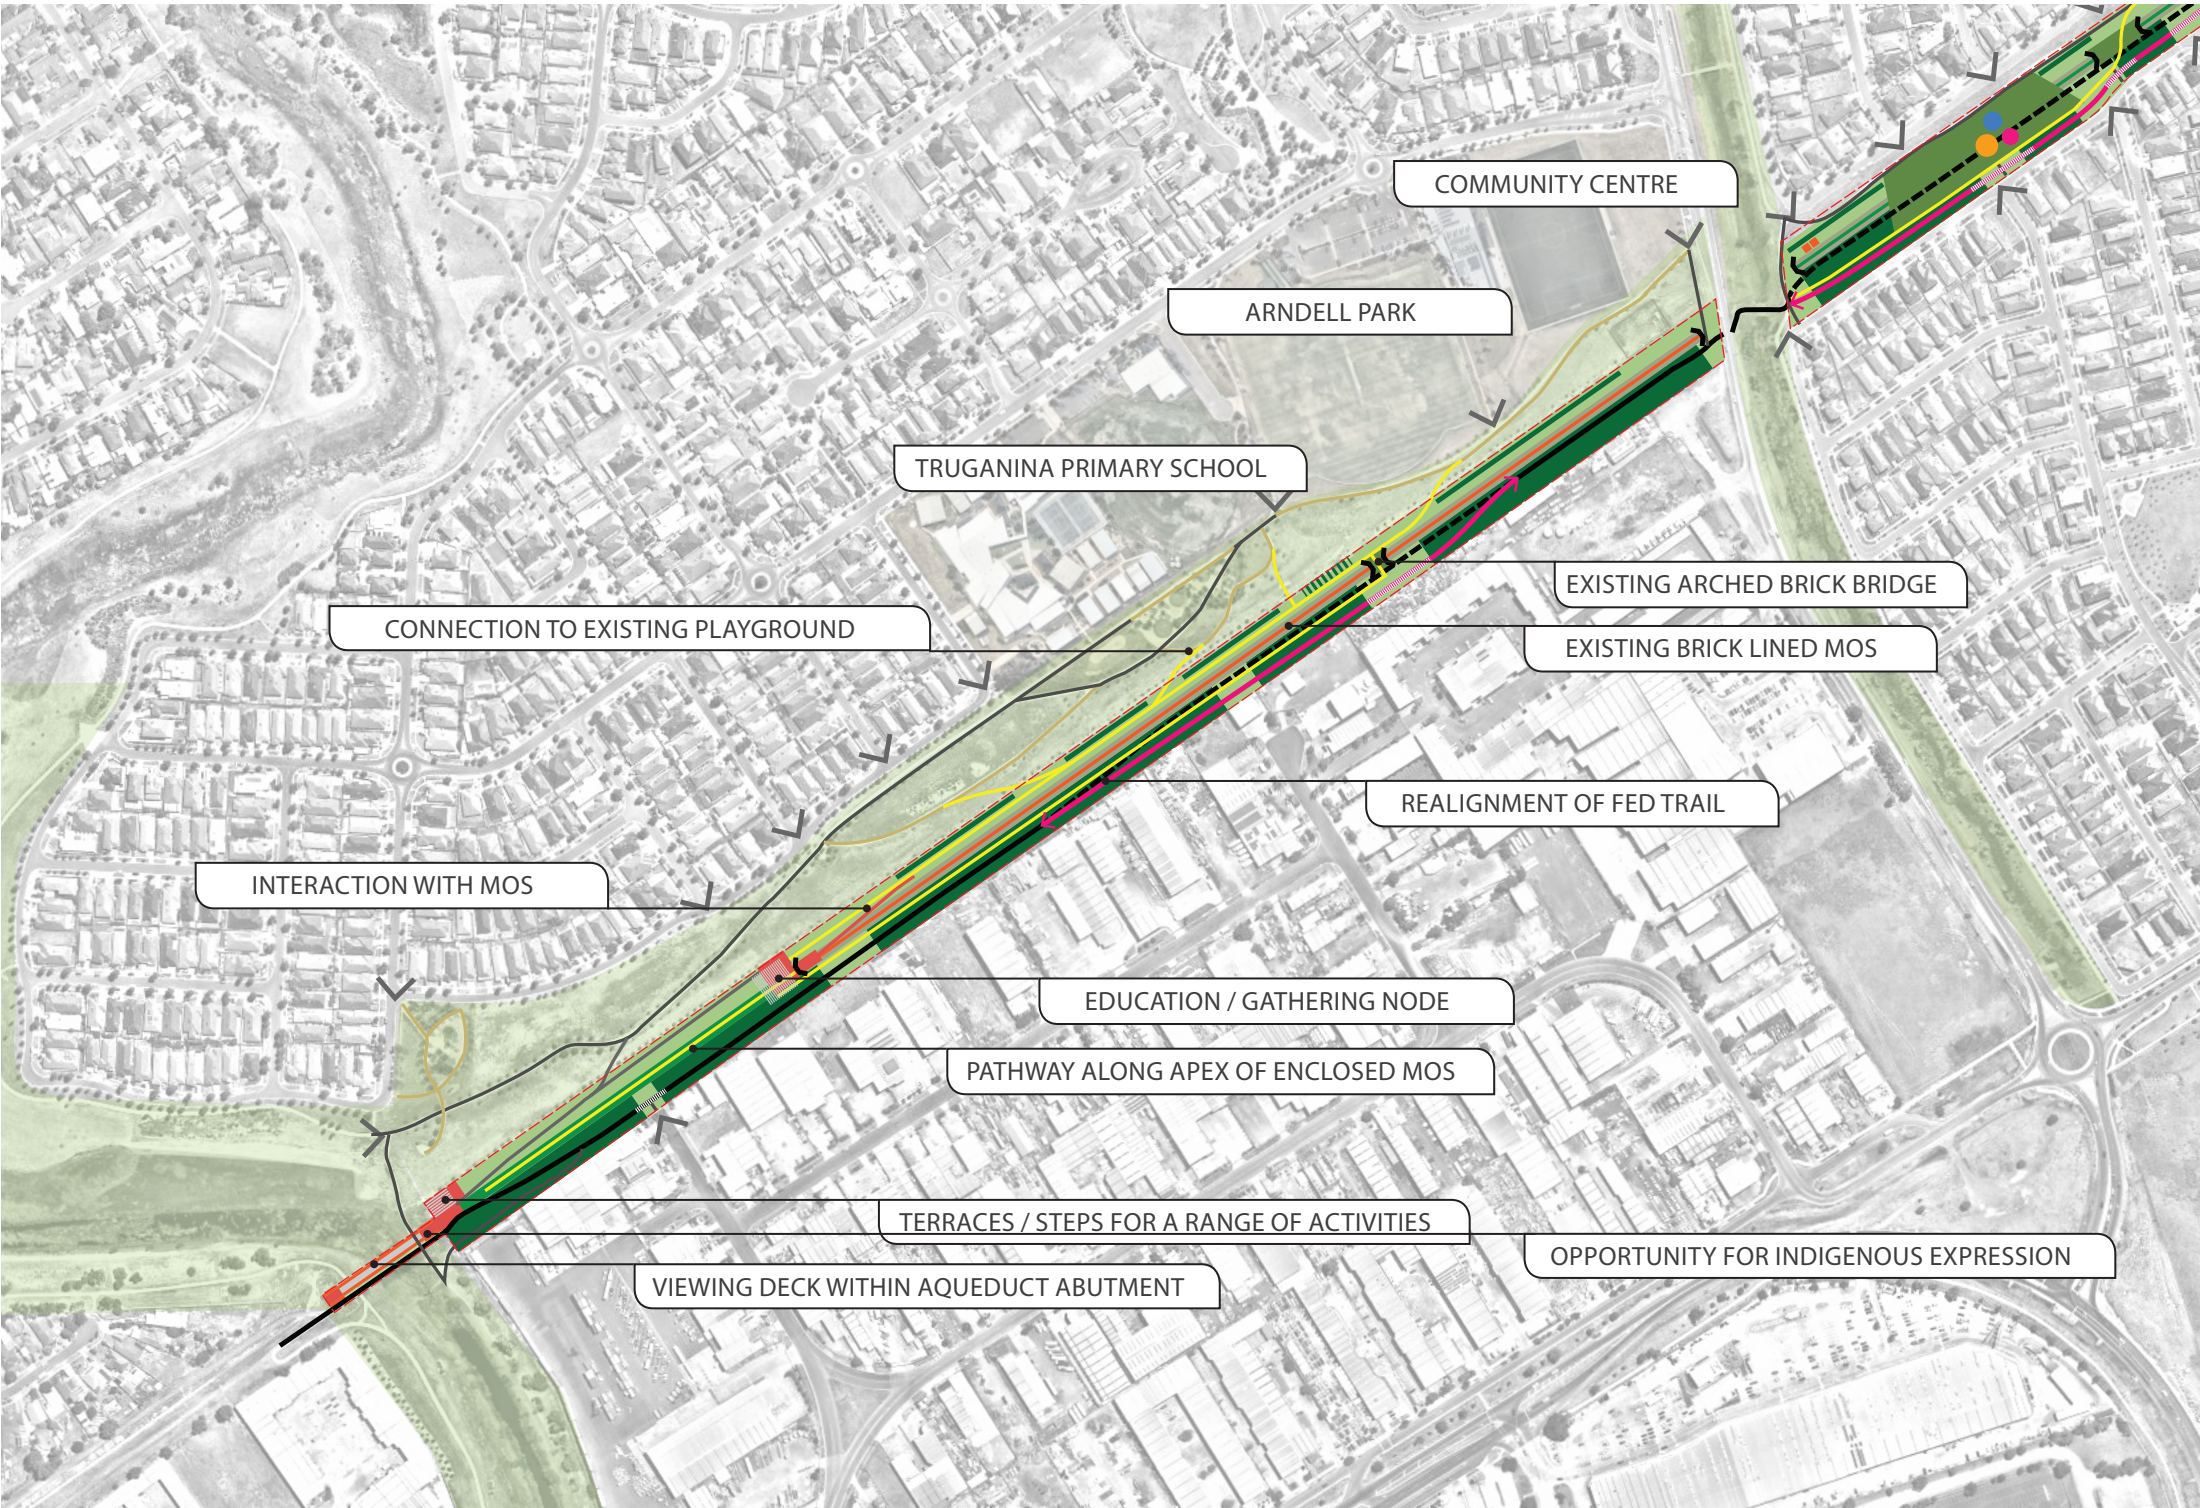 COMMUNITY CENTRE
ARNDELL PARK
TRUGANINA PRIMARY SCHOOL
EXISTING ARCHED BRICK BRIDGE
CONNECTION TO EXISTING PLAYGROUND
EXISTING BRICK LINED MOS
REALIGNMENT OF FED TRAIL
INTERACTION WITH MOS
EDUCATION / GATHERING NODE
PATHWAY ALONG APEX OF ENCLOSED MOS
TERRACES / STEPS FOR A RANGE OF ACTIVITIES
OPPORTUNITY FOR INDIGENOUS EXPRESSION
VIEWING DECK WITHIN AQUEDUCT ABUTMENT